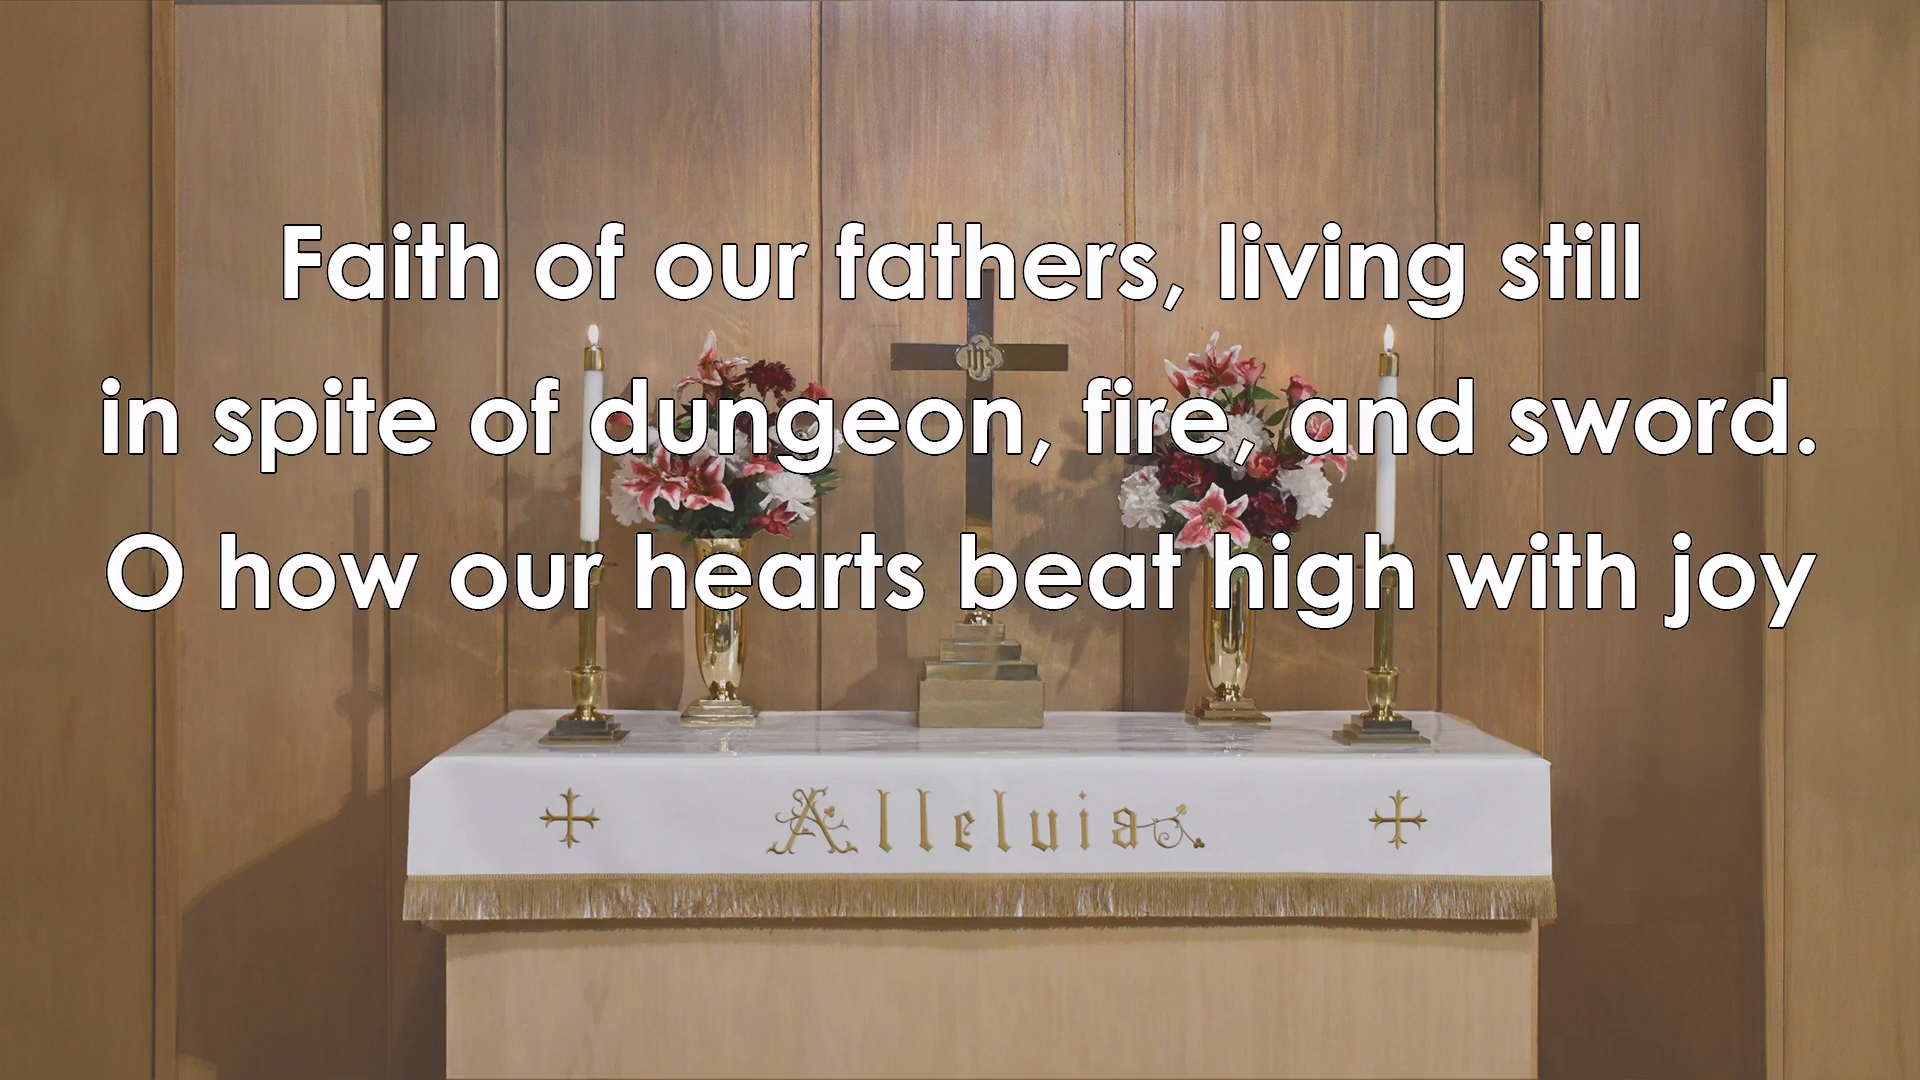 Faith of our fathers, living still
in spite of dungeon, fire, and sword.
ihs
O how our hearts beat high with joy
Alleluia